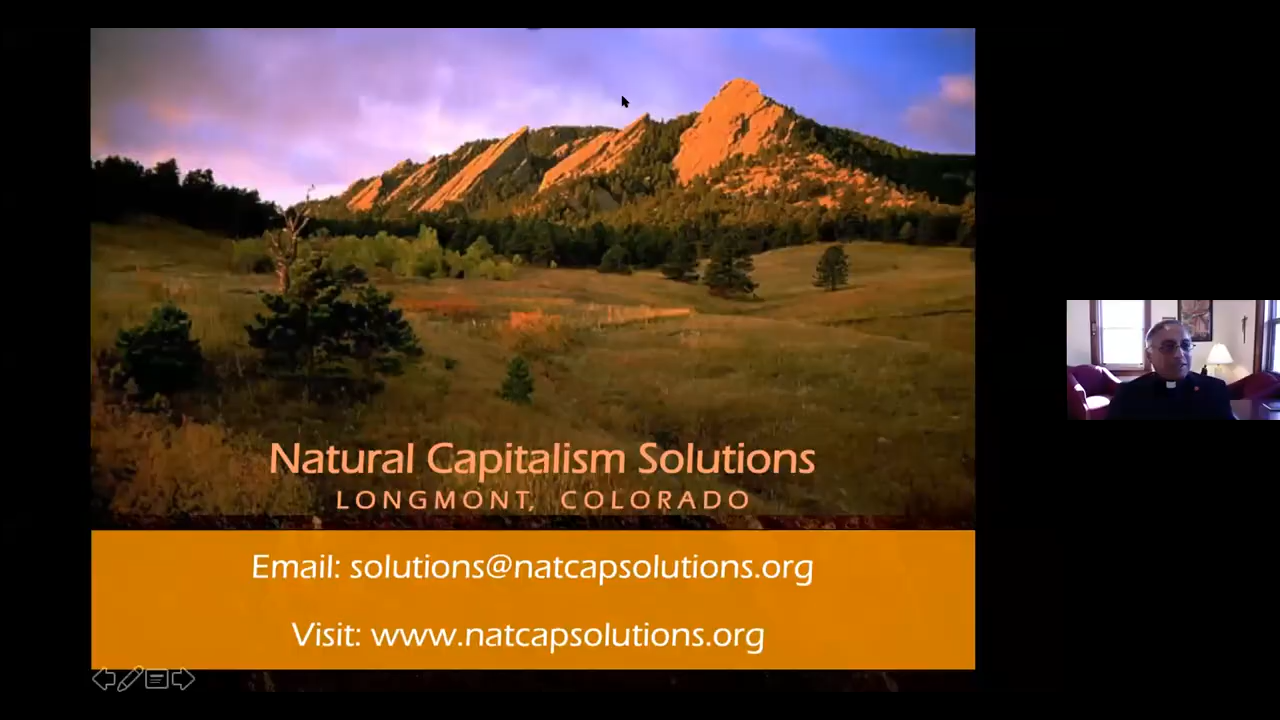 Natural Capitalism Solutions
LONGMONT, COLORADO
Email: solutions@natcapsolutions.org
Visit: www.natcapsolutions.org